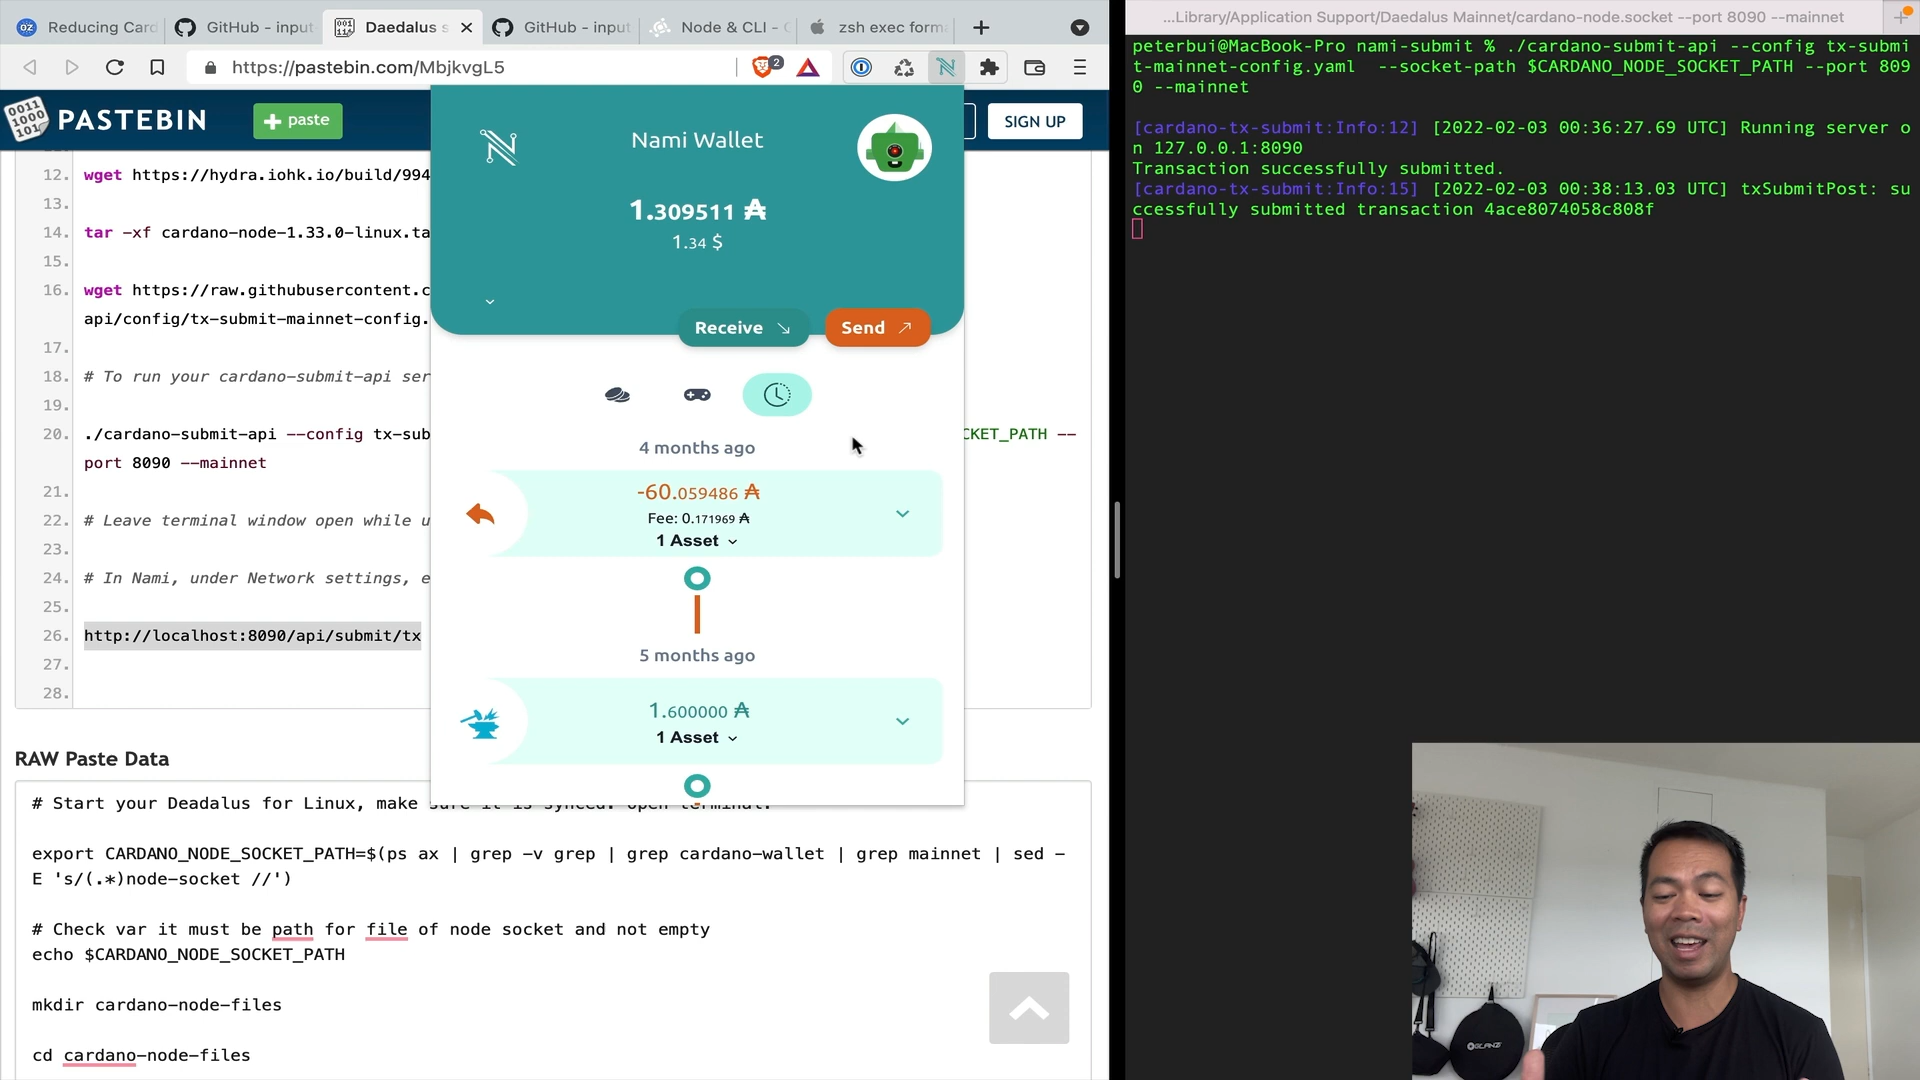 Reducing Card
GitHub - input
Daedalus s
GitHub - input
Node & CLI - C
zsh exec form
https://pastebin.com/MbjkvgL5
2
PASTEBIN
paste
SIGN UP
12. wget https://hydra.iohk.io/build/994
13.
14. tar -xf cardano-node-1.33.0-linux.ta
15.
16. wget https://raw.githubusercontent.c
api/config/tx-submit-mainnet-config.
17.
18. # To run your cardano-submit-api ser
19.
20. ./cardano-submit-api --config tx-sub
CKET_PATH --
port 8090 --mainnet
21.
22. # Leave terminal window open while u
23.
24. # In Nami, under Network settings, e
25.
26. http://localhost:8090/api/submit/tx
27.
28.
Nami Wallet
1.309511 ₳
1.34 $
Receive
Send
4 months ago
-60.059486 ₳
Fee: 0.171969 ₳
1 Asset
5 months ago
1.600000 ₳
1 Asset
RAW Paste Data
# Start your Deadalus for Linux, make sure it is synced. Open terminal.
export CARDANO_NODE_SOCKET_PATH=$(ps ax | grep -v grep | grep cardano-wallet | grep mainnet | sed -
E 's/(.*)node-socket //')
# Check var it must be path for file of node socket and not empty
echo $CARDANO_NODE_SOCKET_PATH
mkdir cardano-node-files
cd cardano-node-files
...Library/Application Support/Daedalus Mainnet/cardano-node.socket --port 8090 --mainnet
peterbui@MacBook-Pro nami-submit % ./cardano-submit-api --config tx-submi
t-mainnet-config.yaml  --socket-path $CARDANO_NODE_SOCKET_PATH --port 809
0 --mainnet
[cardano-tx-submit:Info:12] [2022-02-03 00:36:27.69 UTC] Running server o
n 127.0.0.1:8090
Transaction successfully submitted.
[cardano-tx-submit:Info:15] [2022-02-03 00:38:13.03 UTC] txSubmitPost: su
ccessfully submitted transaction 4ace8074058c808f
GLANZ